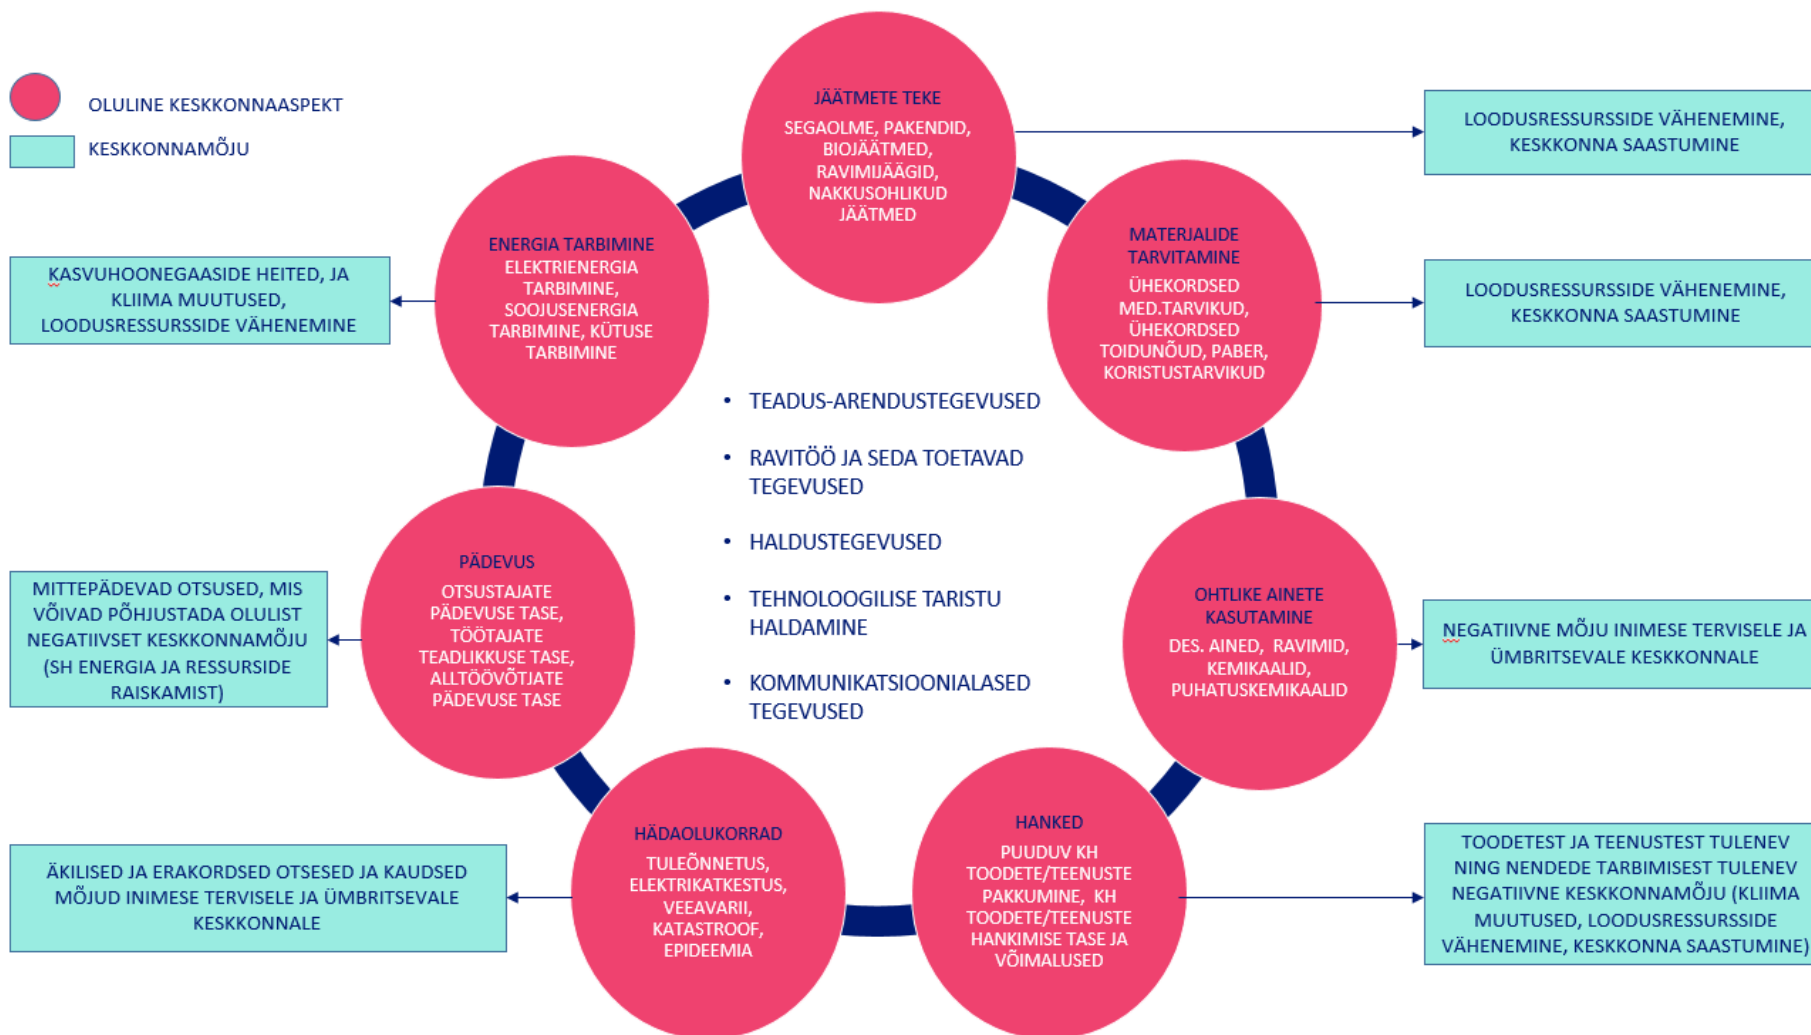 OLULINE KESKKONNAASPEKT
KESKKONNAMÕJU
JÄÄTMETE TEKE
SEGAOLME, PAKENDID,
BIOJÄÄTMED,
RAVIMIJÄÄGID,
NAKKUSOHLIKUD
JÄÄTMED
LOODUSRESSURSSIDE VÄHENEMINE,
KESKKONNA SAASTUMINE
MATERJALIDE
TARVITAMINE
ÜHEKORDSED
MED.TARVIKUD,
ÜHEKORDSED
TOIDUNÕUD, PABER,
KORISTUSTARVIKUD
LOODUSRESSURSSIDE VÄHENEMINE,
KESKKONNA SAASTUMINE
ENERGIA TARBIMINE
ELEKTRIENERGIA
TARBIMINE,
SOOJUSENERGIA
TARBIMINE, KÜTUSE
TARBIMINE
KASVUHOONEGAASIDE HEITED, JA
KLIIMA MUUTUSED,
LOODUSRESSURSSIDE VÄHENEMINE
• TEADUS-ARENDUSTEGEVUSED
• RAVITÖÖ JA SEDA TOETAVAD
TEGEVUSED
• HALDUSTEGEVUSED
• TEHNOLOOGILISE TARISTU
HALDAMINE
• KOMMUNIKATSIOONIALASED
TEGEVUSED
PÄDEVUS
OTSUSTAJATE
PÄDEVUSE TASE,
TÖÖTAJATE
TEADLIKKUSE TASE,
ALLTÖÖVÕTJATE
PÄDEVUSE TASE
MITTEPÄDEVAD OTSUSED, MIS
VÕIVAD PÕHJUSTADA OLULIST
NEGATIIVSET KESKKONNAMÕJU
(SH ENERGIA JA RESSURSIDE
RAISKAMIST)
OHTLIKE AINETE
KASUTAMINE
DES. AINED, RAVIMID,
KEMIKAALID,
PUHATUSKEMIKAALID
NEGATIIVNE MÕJU INIMESE TERVISELE JA
ÜMBRITSEVALE KESKKONNALE
HÄDAOLUKORRAD
TULEÕNNETUS,
ELEKTRIKATKESTUS,
VEEAVARII,
KATASTROOF,
EPIDEEMIA
ÄKILISED JA ERAKORDSED OTSESED JA KAUDSED
MÕJUD INIMESE TERVISELE JA ÜMBRITSEVALE
KESKKONNALE
HANKED
PUUDUV KH
TOODETE/TEENUSTE
PAKKUMINE, KH
TOODETE/TEENUSTE
HANKIMISE TASE JA
VÕIMALUSED
TOODETEST JA TEENUSTEST TULENEV
NING NENDEDE TARBIMISEST TULENEV
NEGATIIVNE KESKKONNAMÕJU (KLIIMA
MUUTUSED, LOODUSRESSURSSIDE
VÄHENEMINE, KESKKONNA SAASTUMINE)